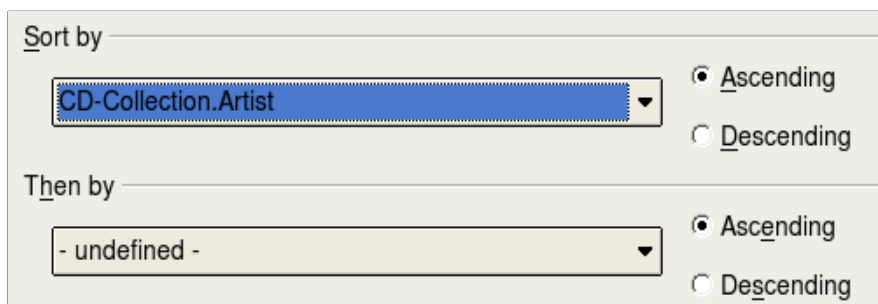 Sort by
CD-Collection.Artist
Ascending
Descending
Then by
- undefined -
Ascending
Descending